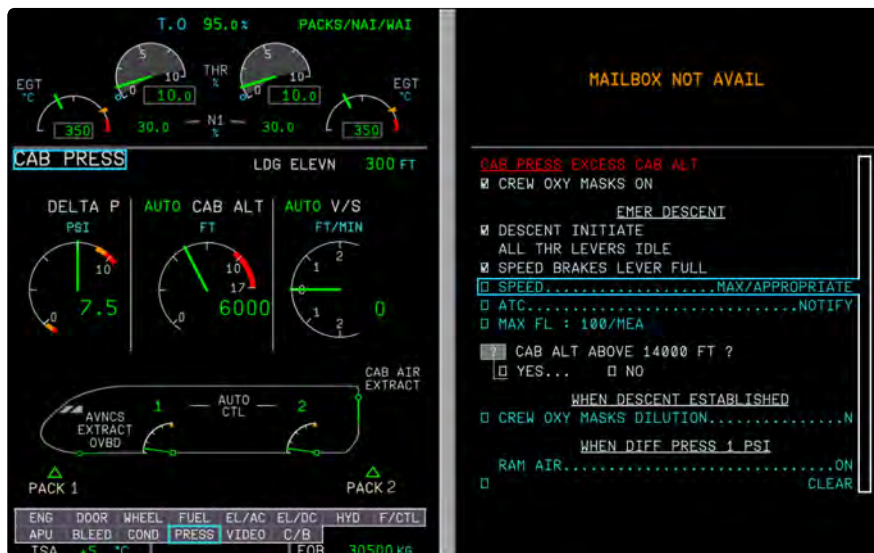 T.O 95.0% PACKS/NAI/WAI
EGT
°C
THR
%
EGT
°C
5
10
0
10.0
5
10
0
10.0
350
30.0
N1
%
30.0
350
CAB PRESS
LDG ELEVN 300 FT
DELTA P
PSI
10
0
7.5
AUTO CAB ALT
FT
10
17
0
6000
AUTO V/S
FT/MIN
2
1
0
1
2
0
CAB AIR
EXTRACT
AVNCS
EXTRACT
OVBD
1
AUTO
CTL
2
PACK 1
PACK 2
ENG DOOR WHEEL FUEL EL/AC EL/DC HYD F/CTL
APU BLEED COND PRESS VIDEO C/B
+5 °C
FOB 30500 KG
MAILBOX NOT AVAIL
CAB PRESS EXCESS CAB ALT
CREW OXY MASKS ON
EMER DESCENT
DESCENT INITIATE
ALL THR LEVERS IDLE
SPEED BRAKES LEVER FULL
SPEED....................MAX/APPROPRIATE
ATC..............................NOTIFY
MAX FL : 100/MEA
? CAB ALT ABOVE 14000 FT ?
YES... NO
WHEN DESCENT ESTABLISHED
CREW OXY MASKS DILUTION...............N
WHEN DIFF PRESS 1 PSI
RAM AIR..............................ON
CLEAR